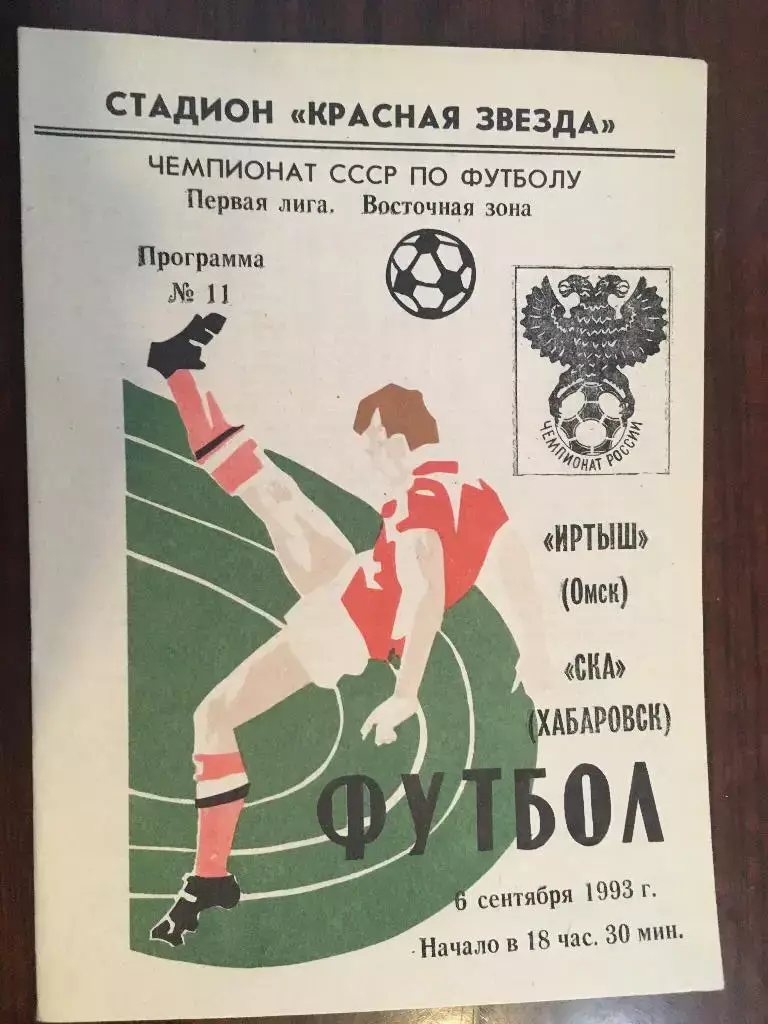 СТАДИОН «КРАСНАЯ ЗВЕЗДА»
ЧЕМПИОНАТ СССР ПО ФУТБОЛУ
Первая лига. Восточная зона
Программа
№ 11
ЧЕМПИОНАТ РОССИИ
«ИРТЫШ»
(Омск)
«СКА»
(ХАБАРОВСК)
ФУТБОЛ
6 сентября 1993 г.
Начало в 18 час. 30 мин.